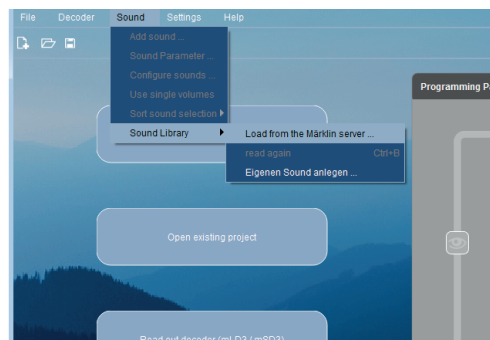 File Decoder Sound Settings Help
Add sound ...
Sound Parameter ...
Configure sounds ...
Use single volumes
Sort sound selection
Sound Library
Load from the Märklin server ...
read again Ctrl+B
Eigenen Sound anlegen ...
Programming
Open existing project
Read out decoder (mLD3 / mSD3)